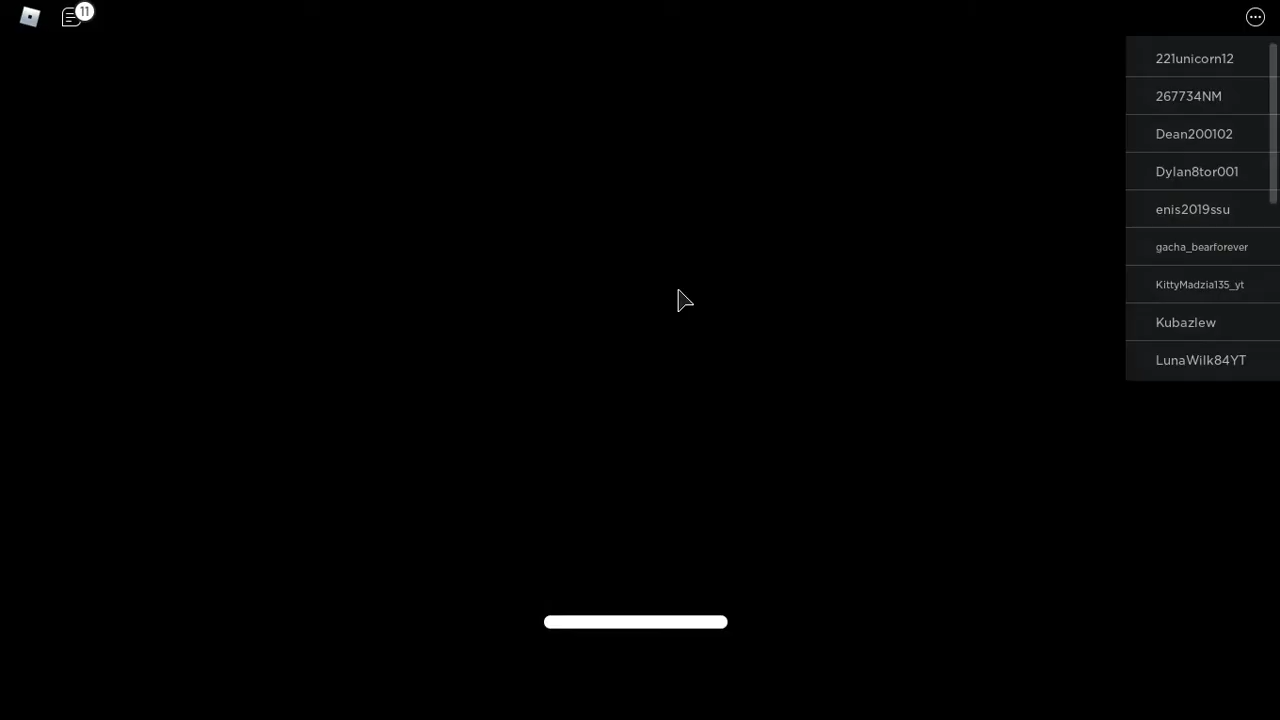 11
221unicorn12
267734NM
Dean200102
Dylan8tor001
enis2019ssu
gacha_bearforever
KittyMadzia135_yt
Kubazlew
LunaWilk84YT